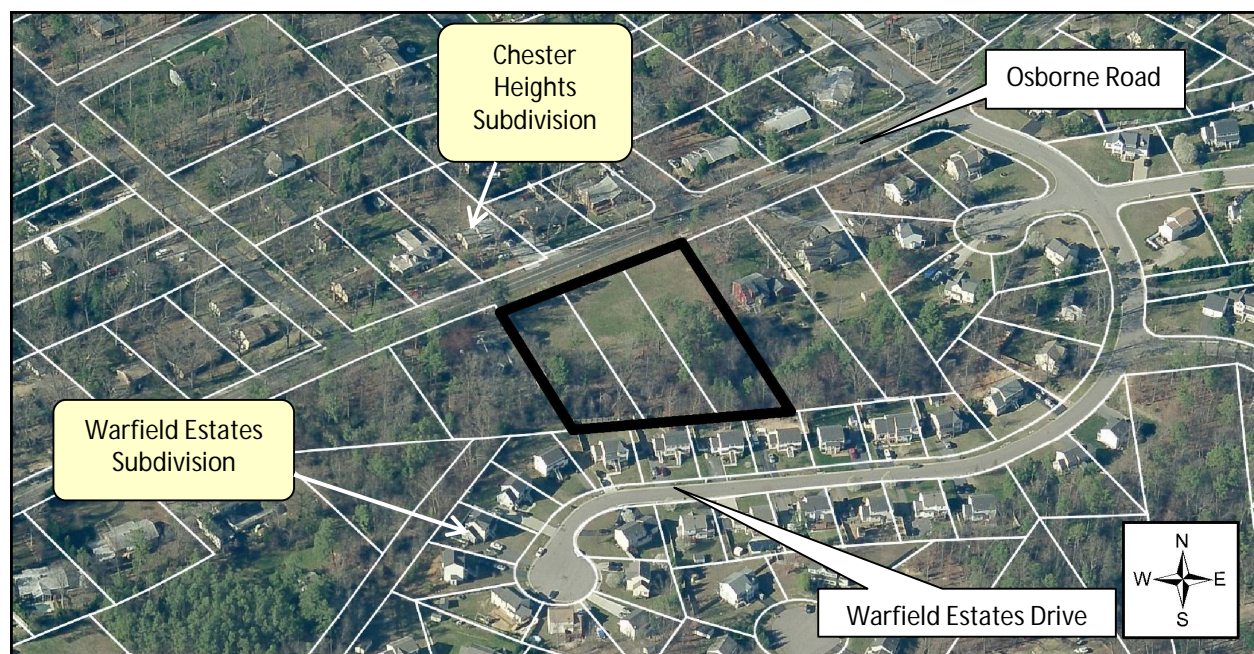 Chester
Heights
Subdivision
Osborne Road
Warfield Estates
Subdivision
Warfield Estates Drive
N
W E
S